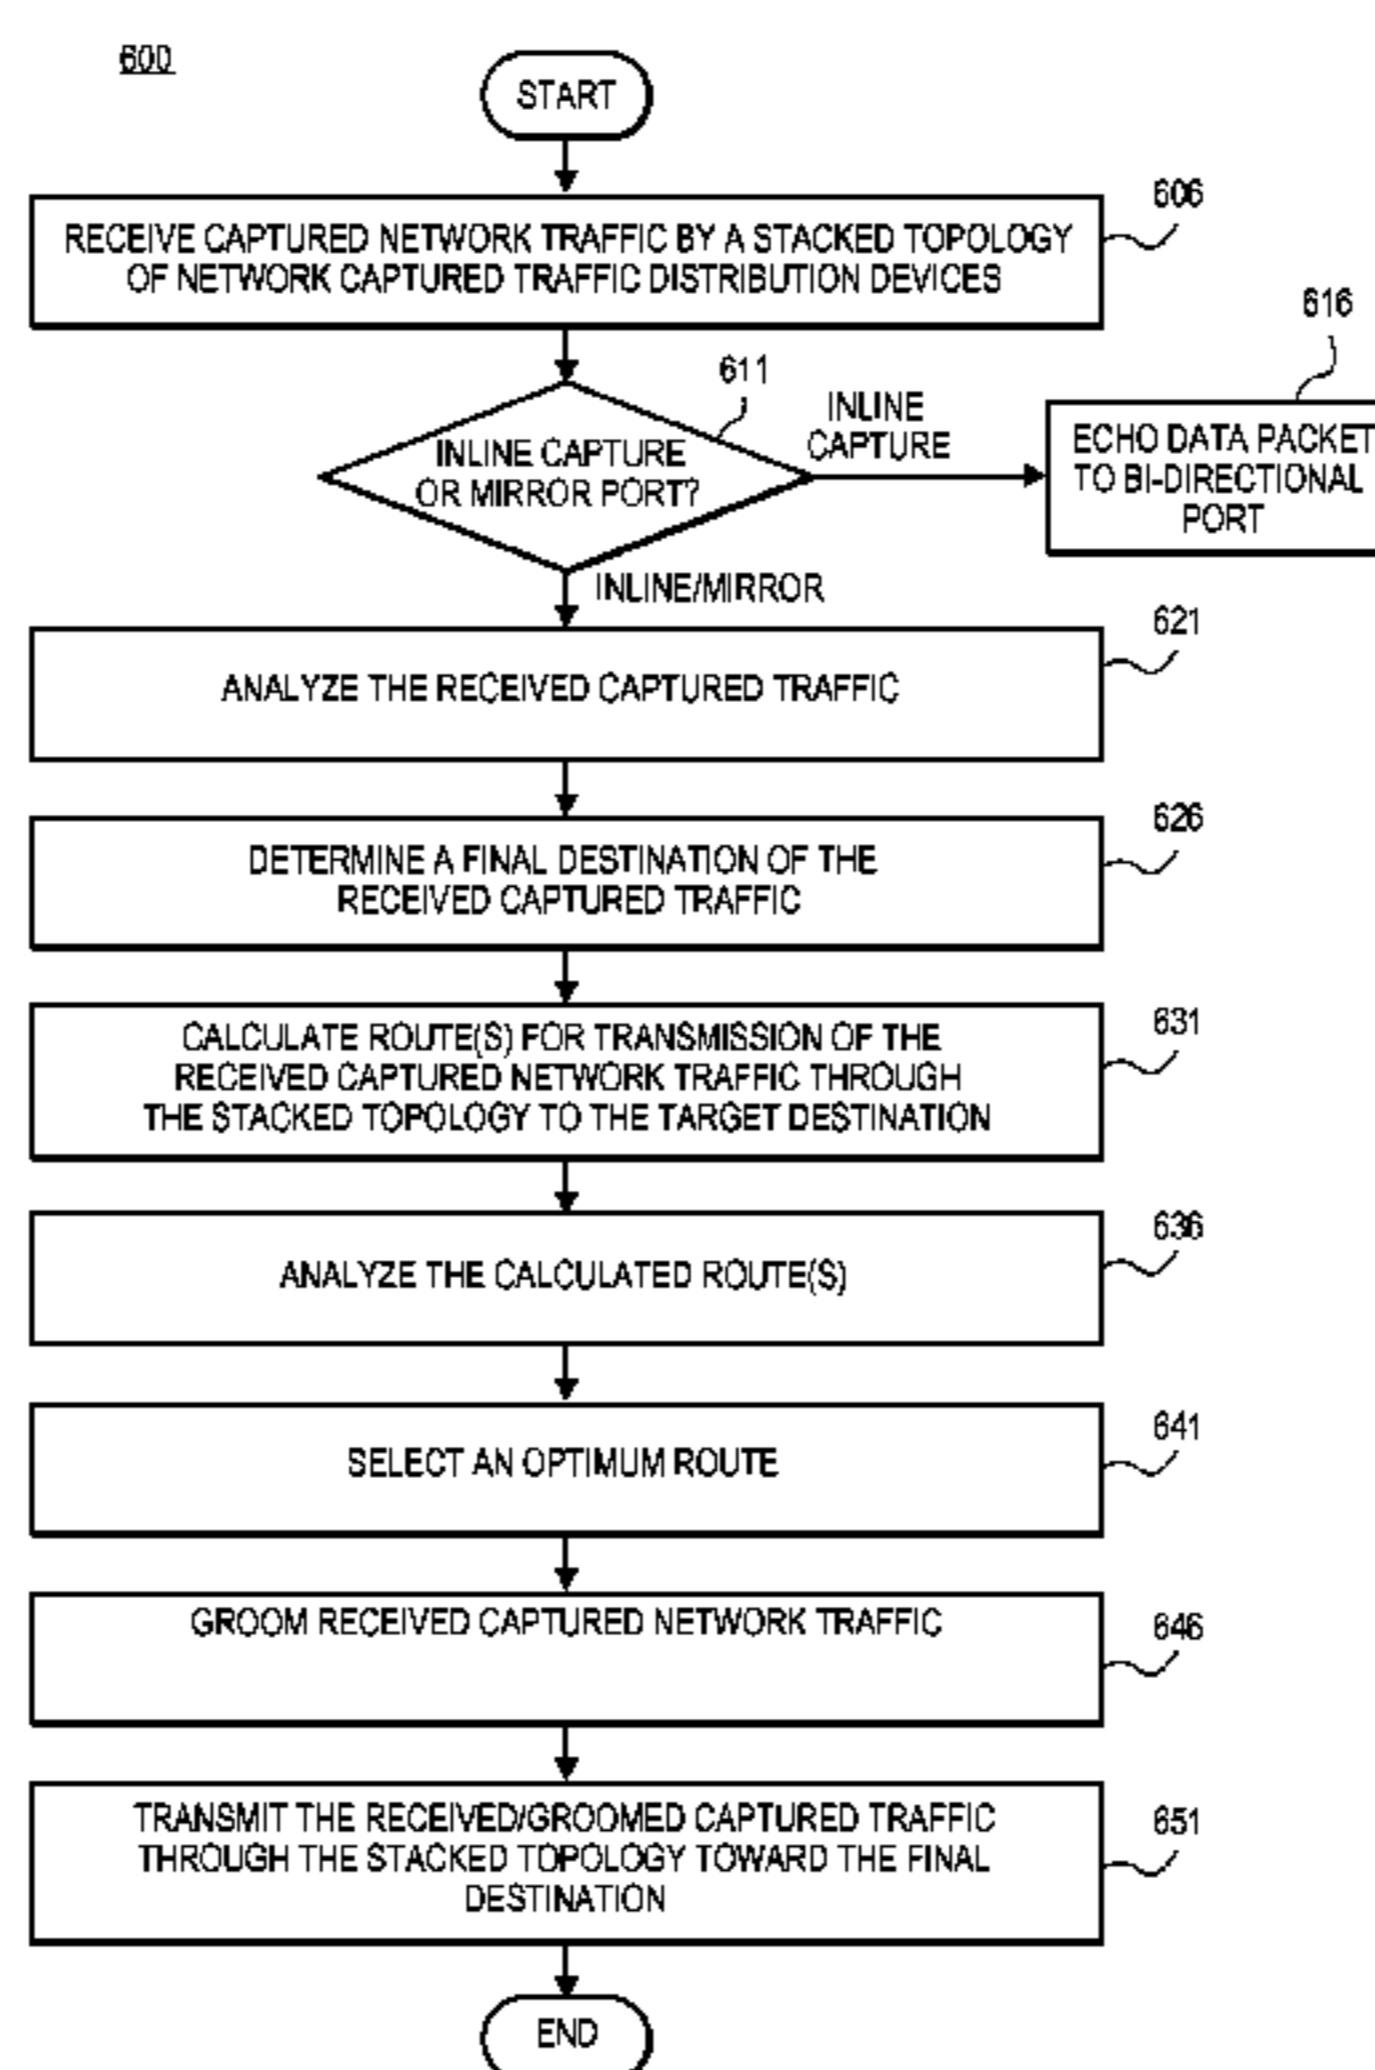 600
START
606
RECEIVE CAPTURED NETWORK TRAFFIC BY A STACKED TOPOLOGY
OF NETWORK CAPTURED TRAFFIC DISTRIBUTION DEVICES
616
611
INLINE
CAPTURE
INLINE CAPTURE
OR MIRROR PORT?
ECHO DATA PACKET
TO BI-DIRECTIONAL
PORT
INLINE/MIRROR
621
ANALYZE THE RECEIVED CAPTURED TRAFFIC
626
DETERMINE A FINAL DESTINATION OF THE
RECEIVED CAPTURED TRAFFIC
631
CALCULATE ROUTE(S) FOR TRANSMISSION OF THE
RECEIVED CAPTURED NETWORK TRAFFIC THROUGH
THE STACKED TOPOLOGY TO THE TARGET DESTINATION
636
ANALYZE THE CALCULATED ROUTE(S)
641
SELECT AN OPTIMUM ROUTE
646
GROOM RECEIVED CAPTURED NETWORK TRAFFIC
651
TRANSMIT THE RECEIVED/GROOMED CAPTURED TRAFFIC
THROUGH THE STACKED TOPOLOGY TOWARD THE FINAL
DESTINATION
END